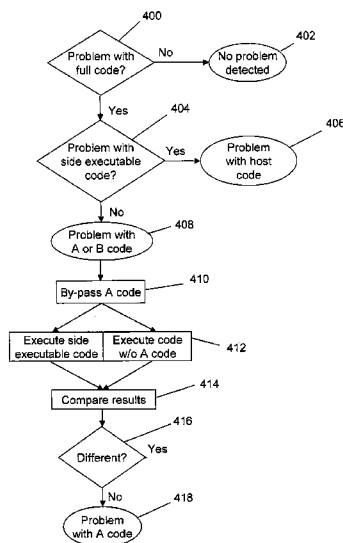 400
Problem with
full code?
No
No problem
detected
402
Yes
404
Problem with
side executable
code?
Yes
Problem
with host
code
406
No
Problem with
A or B code
408
By-pass A code
410
Execute side
executable code
Execute code
w/o A code
412
Compare results
414
416
Different?
Yes
No
Problem
with A code
418